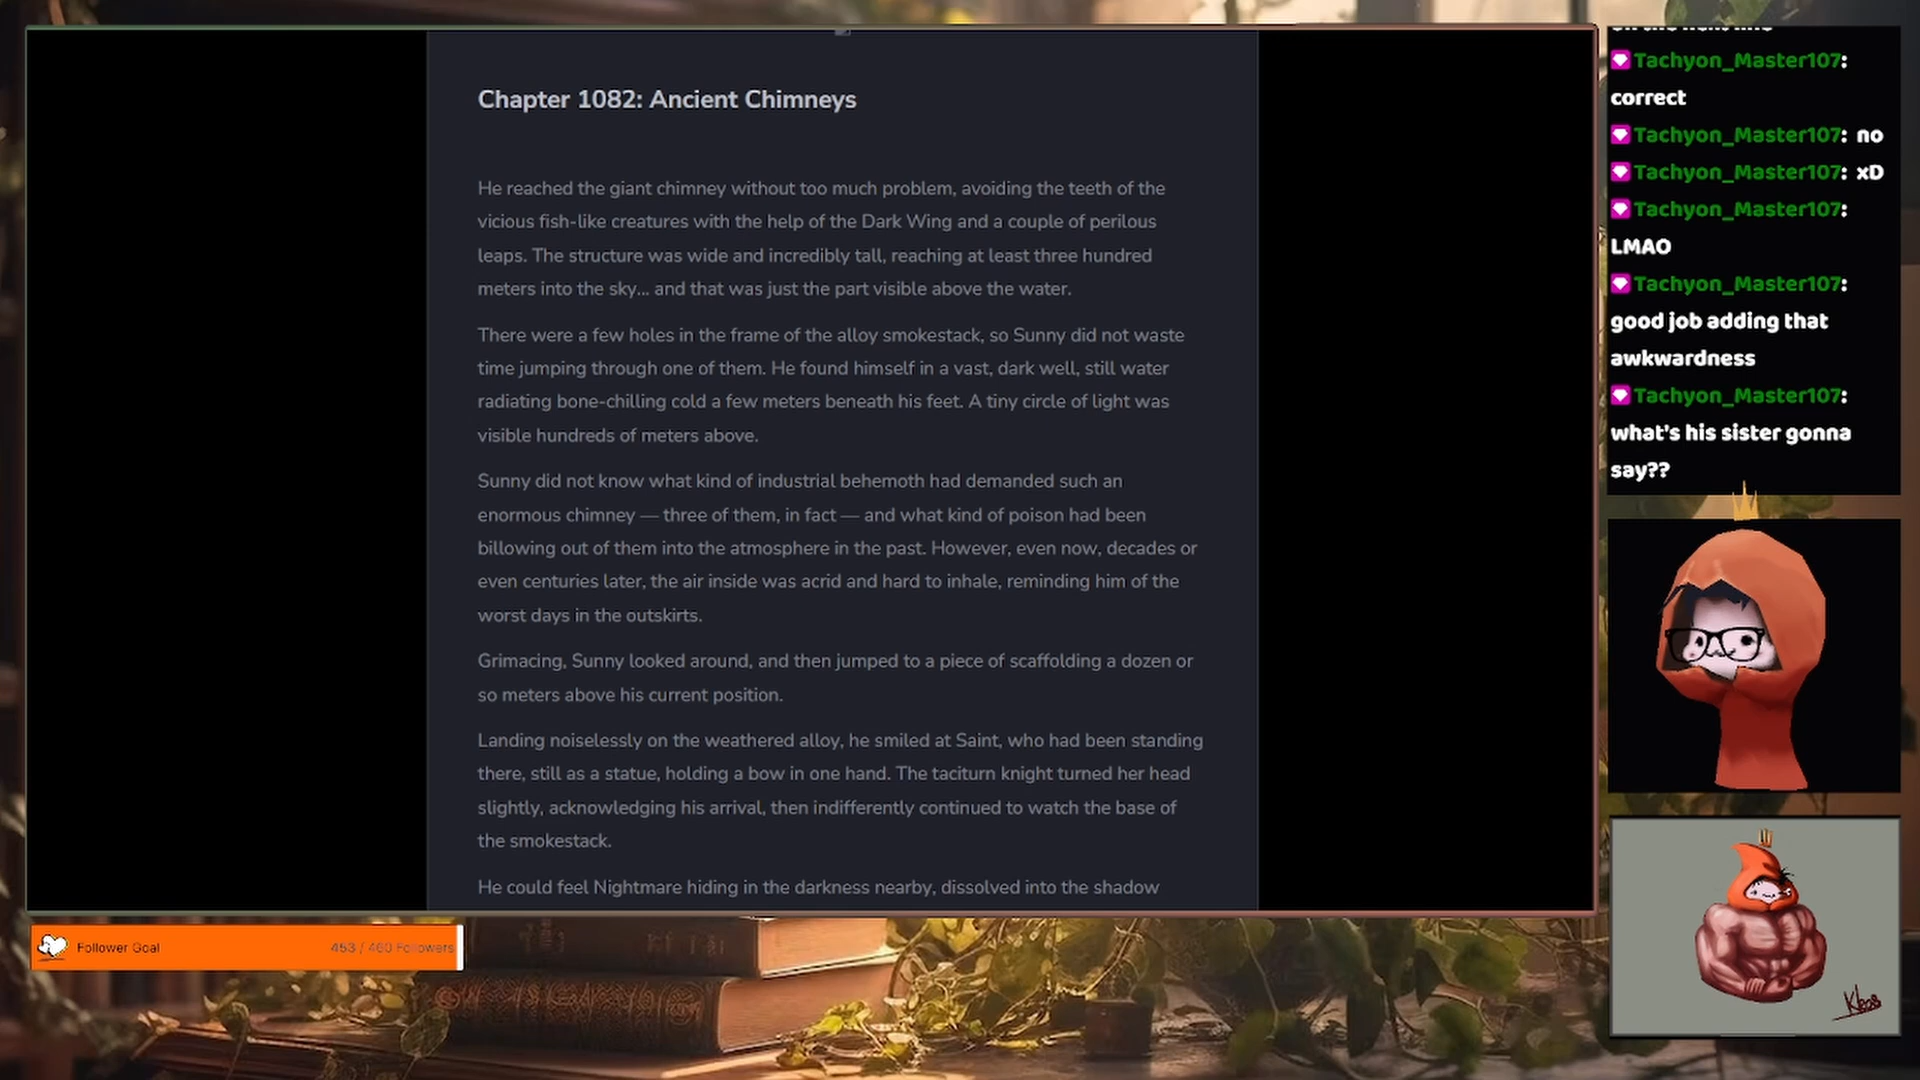 Chapter 1082: Ancient Chimneys
He reached the giant chimney without too much problem, avoiding the teeth of the
vicious fish-like creatures with the help of the Dark Wing and a couple of perilous
leaps. The structure was wide and incredibly tall, reaching at least three hundred
meters into the sky... and that was just the part visible above the water.
There were a few holes in the frame of the alloy smokestack, so Sunny did not waste
time jumping through one of them. He found himself in a vast, dark well, still water
radiating bone-chilling cold a few meters beneath his feet. A tiny circle of light was
visible hundreds of meters above.
Sunny did not know what kind of industrial behemoth had demanded such an
enormous chimney — three of them, in fact — and what kind of poison had been
billowing out of them into the atmosphere in the past. However, even now, decades or
even centuries later, the air inside was acrid and hard to inhale, reminding him of the
worst days in the outskirts.
Grimacing, Sunny looked around, and then jumped to a piece of scaffolding a dozen or
so meters above his current position.
Landing noiselessly on the weathered alloy, he smiled at Saint, who had been standing
there, still as a statue, holding a bow in one hand. The taciturn knight turned her head
slightly, acknowledging his arrival, then indifferently continued to watch the base of
the smokestack.
He could feel Nightmare hiding in the darkness nearby, dissolved into the shadow
Tachyon_Master107:
correct
Tachyon_Master107: no
Tachyon_Master107: xD
Tachyon_Master107:
LMAO
Tachyon_Master107:
good job adding that
awkwardness
Tachyon_Master107:
what's his sister gonna
say??
Follower Goal
453 / 460 Followers
Kleos